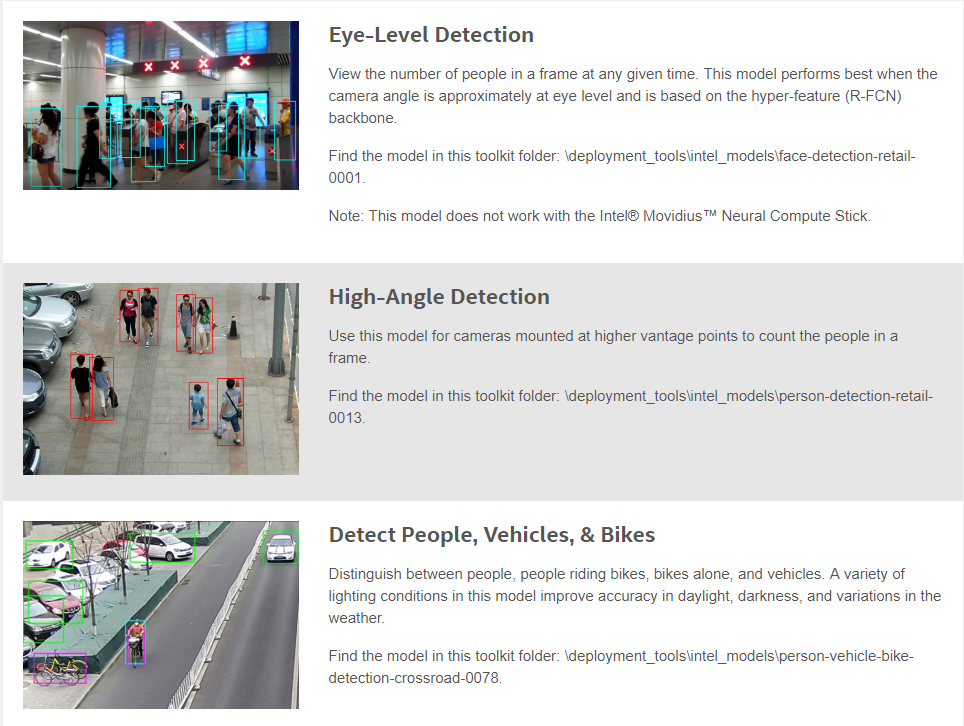 Eye-Level Detection
View the number of people in a frame at any given time. This model performs best when the
camera angle is approximately at eye level and is based on the hyper-feature (R-FCN)
backbone.
Find the model in this toolkit folder: \deployment_tools\intel_models\face-detection-retail-
0001.
Note: This model does not work with the Intel® Movidius™ Neural Compute Stick.
High-Angle Detection
Use this model for cameras mounted at higher vantage points to count the people in a
frame.
Find the model in this toolkit folder: \deployment_tools\intel_models\person-detection-retail-
0013.
Detect People, Vehicles, & Bikes
Distinguish between people, people riding bikes, bikes alone, and vehicles. A variety of
lighting conditions in this model improve accuracy in daylight, darkness, and variations in the
weather.
Find the model in this toolkit folder: \deployment_tools\intel_models\person-vehicle-bike-
detection-crossroad-0078.